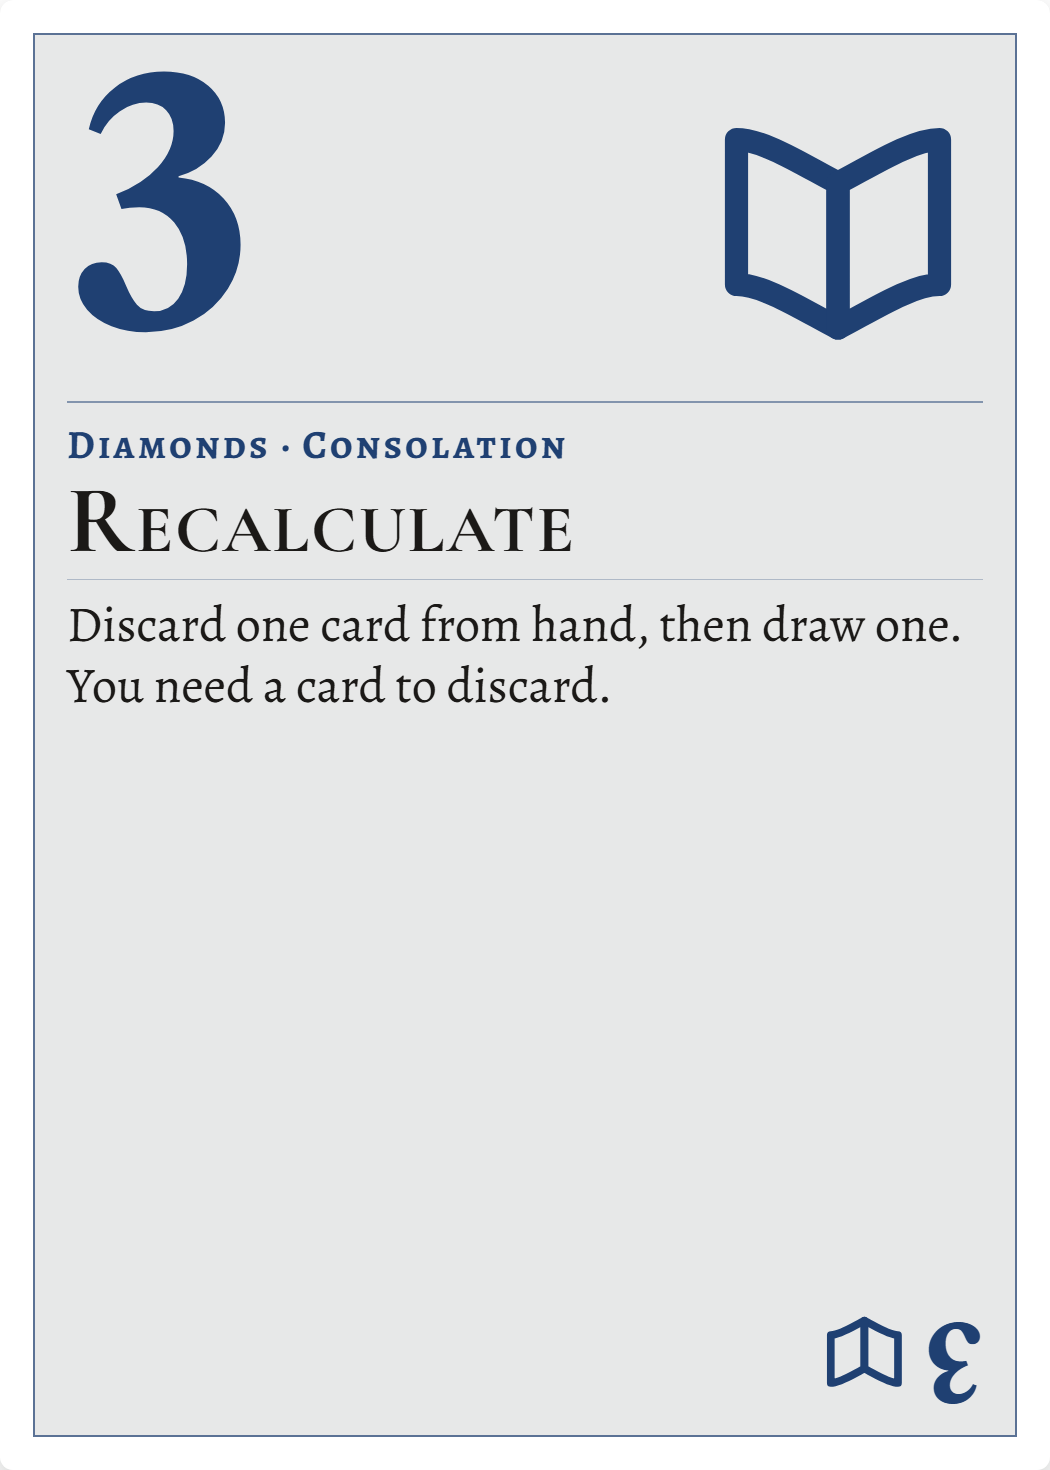 3
Diamonds · Consolation
Recalculate
Discard one card from hand, then draw one.
You need a card to discard.
3